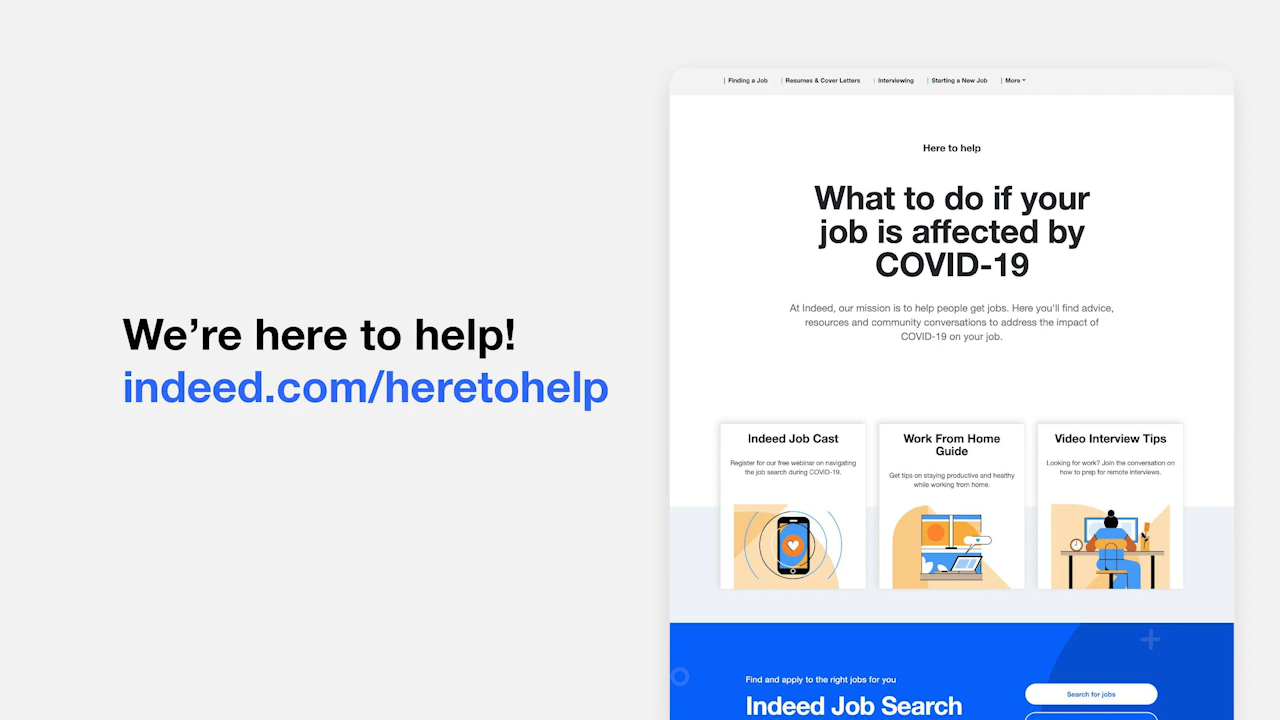 We’re here to help!
indeed.com/heretohelp
Finding a Job
Resumes & Cover Letters
Interviewing
Starting a New Job
More
Here to help
What to do if your
job is affected by
COVID-19
At Indeed, our mission is to help people get jobs. Here you'll find advice,
resources and community conversations to address the impact of
COVID-19 on your job.
Indeed Job Cast
Register for our free webinar on navigating
the job search during COVID-19.
Work From Home
Guide
Get tips on staying productive and healthy
while working from home.
Video Interview Tips
Looking for work? Join the conversation on
how to prep for remote interviews.
Find and apply to the right jobs for you
Indeed Job Search
Search for jobs